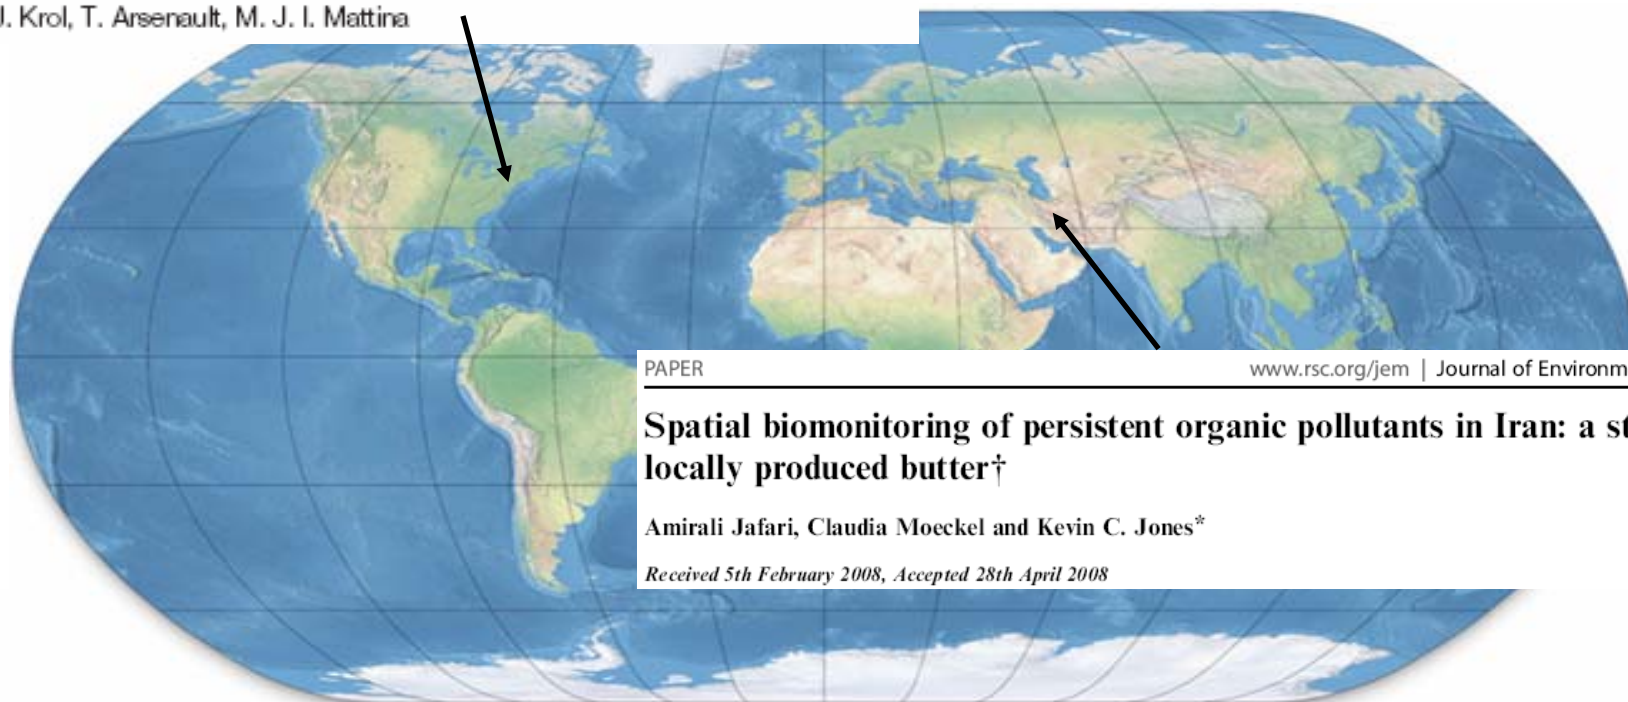 J. Krol, T. Arsenault, M. J. I. Mattina
PAPER www.rsc.org/jem | Journal of Environm
Spatial biomonitoring of persistent organic pollutants in Iran: a st
locally produced butter†
Amirali Jafari, Claudia Moeckel and Kevin C. Jones*
Received 5th February 2008, Accepted 28th April 2008